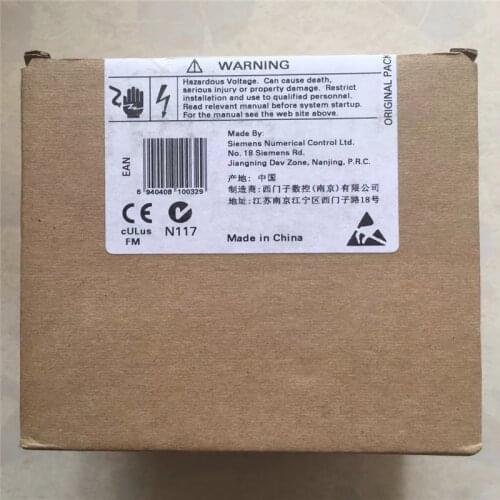 WARNING
Hazardous Voltage. Can cause death,
serious injury or property damage. Restrict
installation and use to qualified personnel.
Read relevant manual before system startup.
For the manual see the web site above.
ORIGINAL PACK
EAN
6 940408 100329
Made By:
Siemens Numerical Control Ltd.
No. 18 Siemens Rd.
Jiangning Dev Zone, Nanjing, P.R.C.
产地: 中国
制造商: 西门子数控(南京)有限公司
地址: 江苏南京江宁区西门子路18号
CE
cULus
FM
N117
Made in China